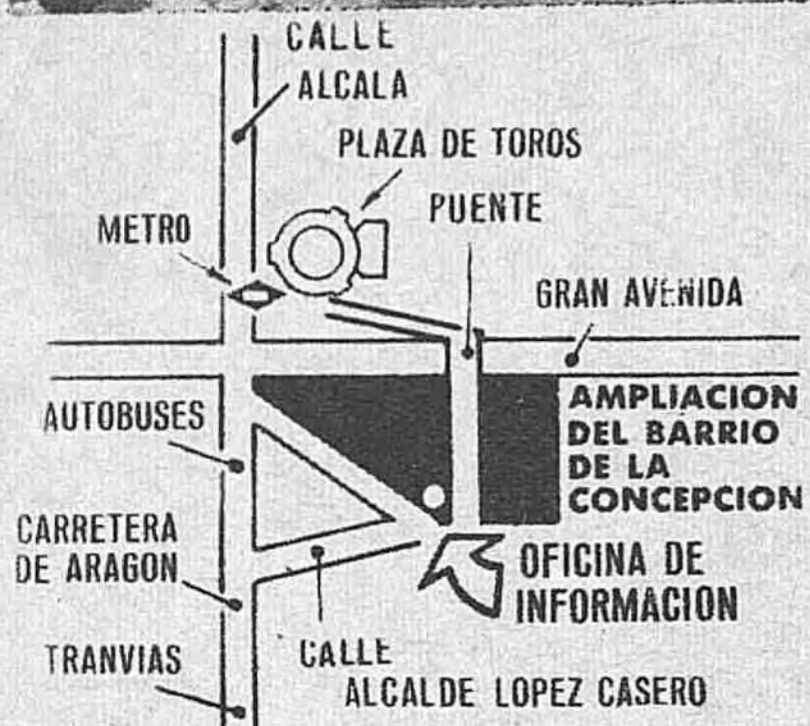 CALLE
ALCALA
PLAZA DE TOROS
PUENTE
METRO
GRAN AVENIDA
AUTOBUSES
AMPLIACION
DEL BARRIO
DE LA
CONCEPCION
CARRETERA
DE ARAGON
OFICINA DE
INFORMACION
TRANVIAS
CALLE
ALCALDE LOPEZ CASERO